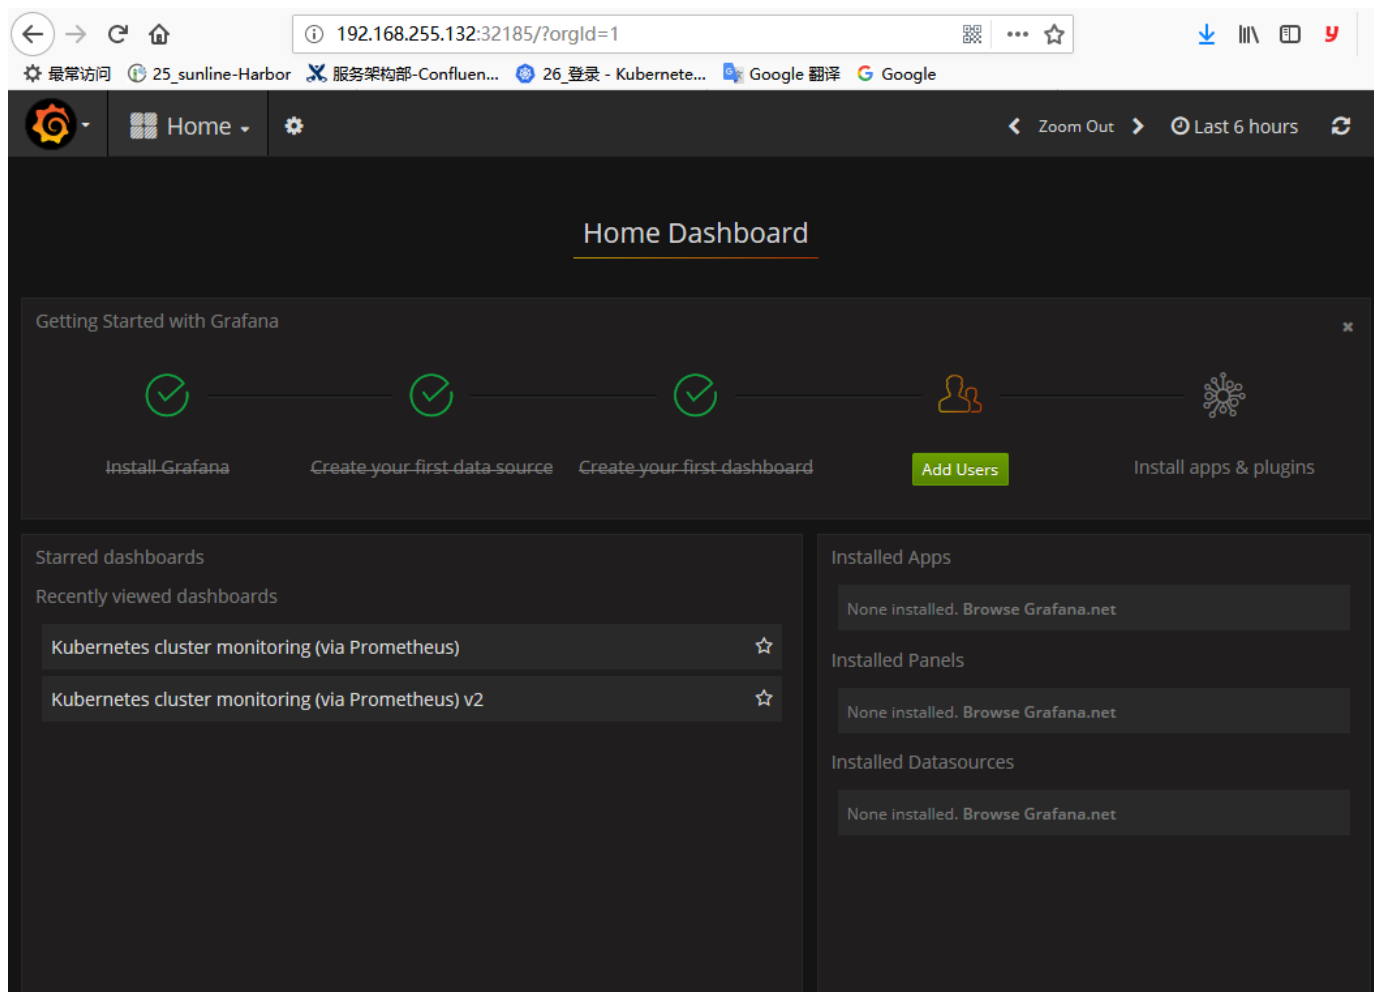 192.168.255.132:32185/?orgId=1
最常访问 25_sunline-Harbor 服务架构部-Confluen... 26_登录 - Kubernete... Google 翻译 Google
Home Zoom Out Last 6 hours
Home Dashboard
Getting Started with Grafana
Install Grafana Create your first data source Create your first dashboard Add Users Install apps & plugins
Starred dashboards
Recently viewed dashboards
Kubernetes cluster monitoring (via Prometheus)
Kubernetes cluster monitoring (via Prometheus) v2
Installed Apps
None installed. Browse Grafana.net
Installed Panels
None installed. Browse Grafana.net
Installed Datasources
None installed. Browse Grafana.net